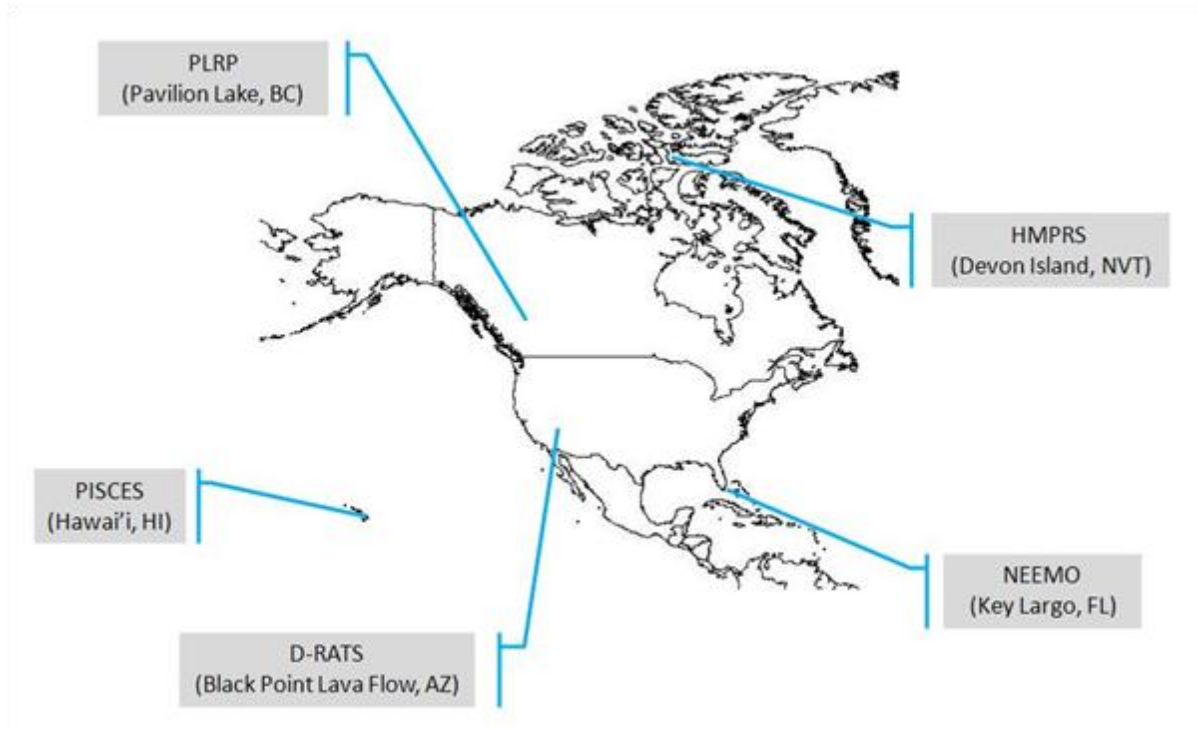 PLRP
(Pavilion Lake, BC)
HMPRS
(Devon Island, NVT)
PISCES
(Hawai'i, HI)
NEEMO
(Key Largo, FL)
D-RATS
(Black Point Lava Flow, AZ)